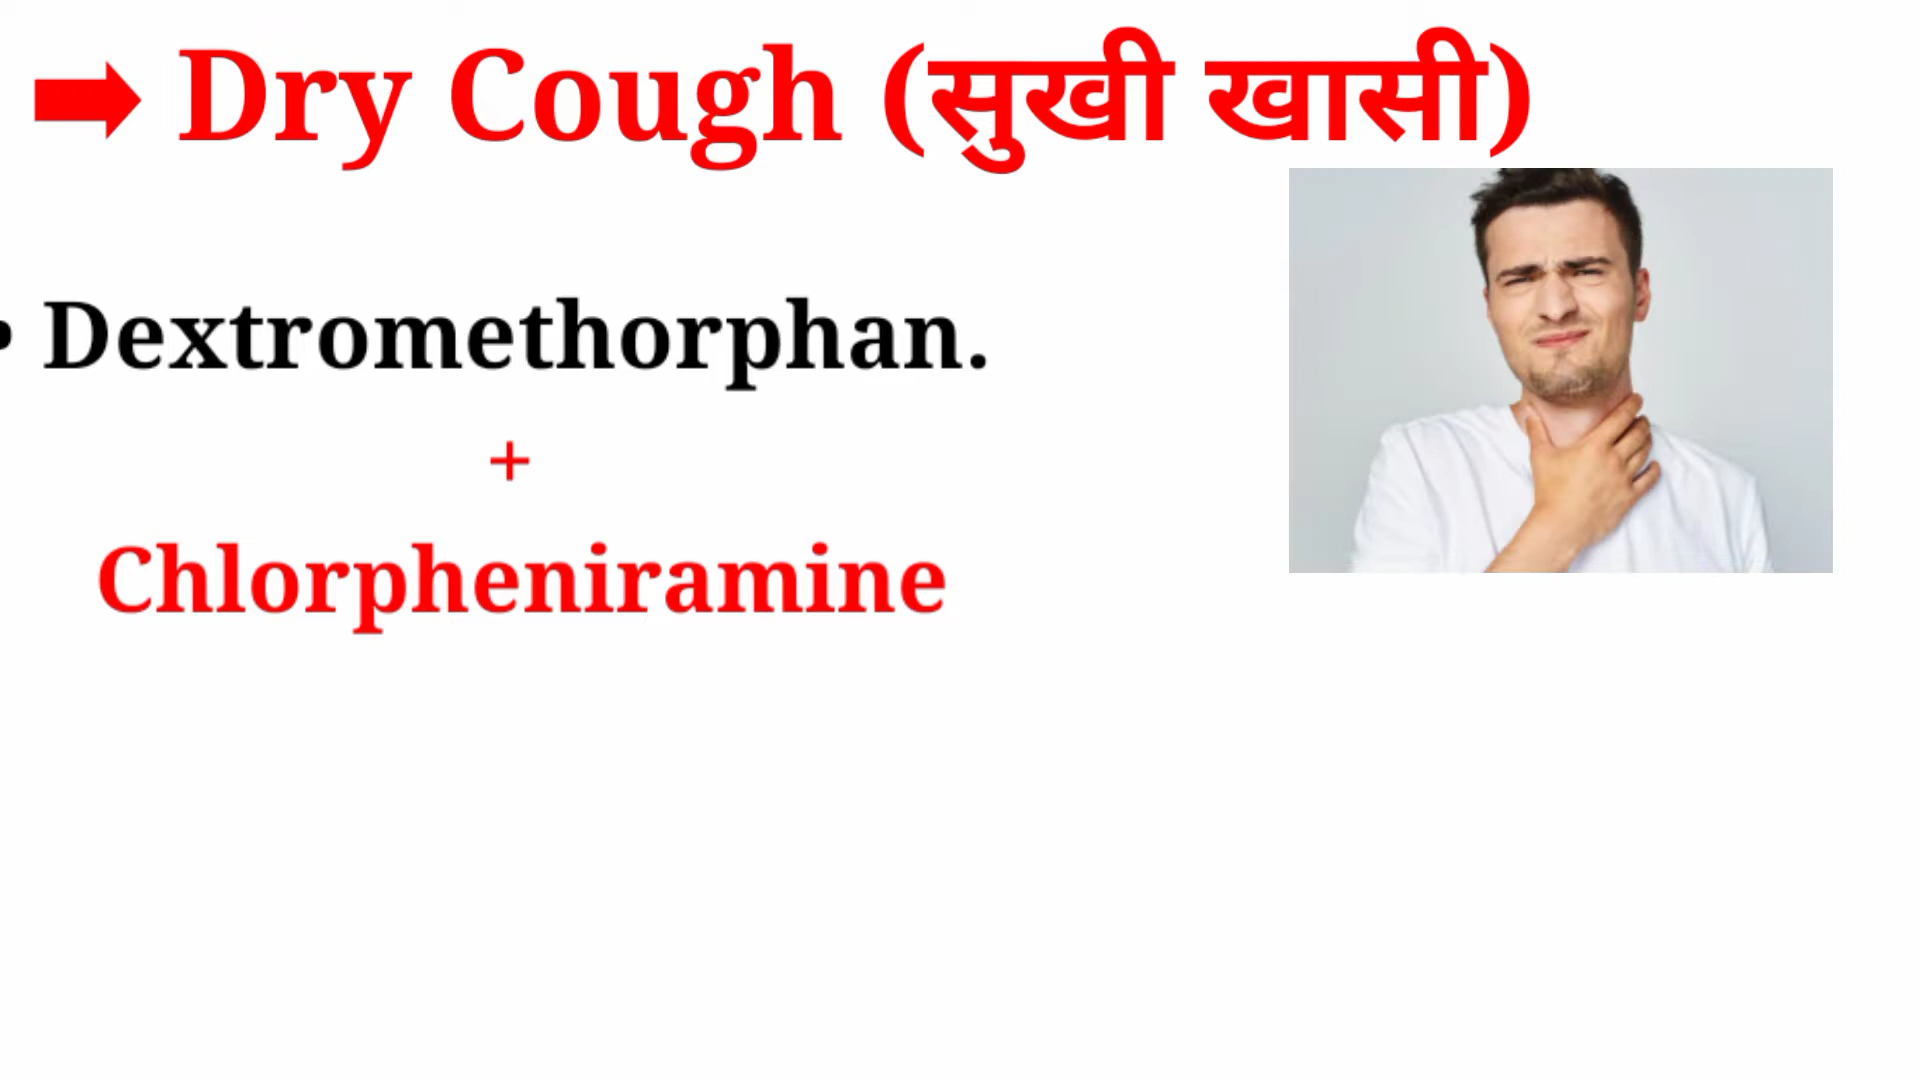 ➡ Dry Cough (सुखी खासी)
• Dextromethorphan.
+
Chlorpheniramine